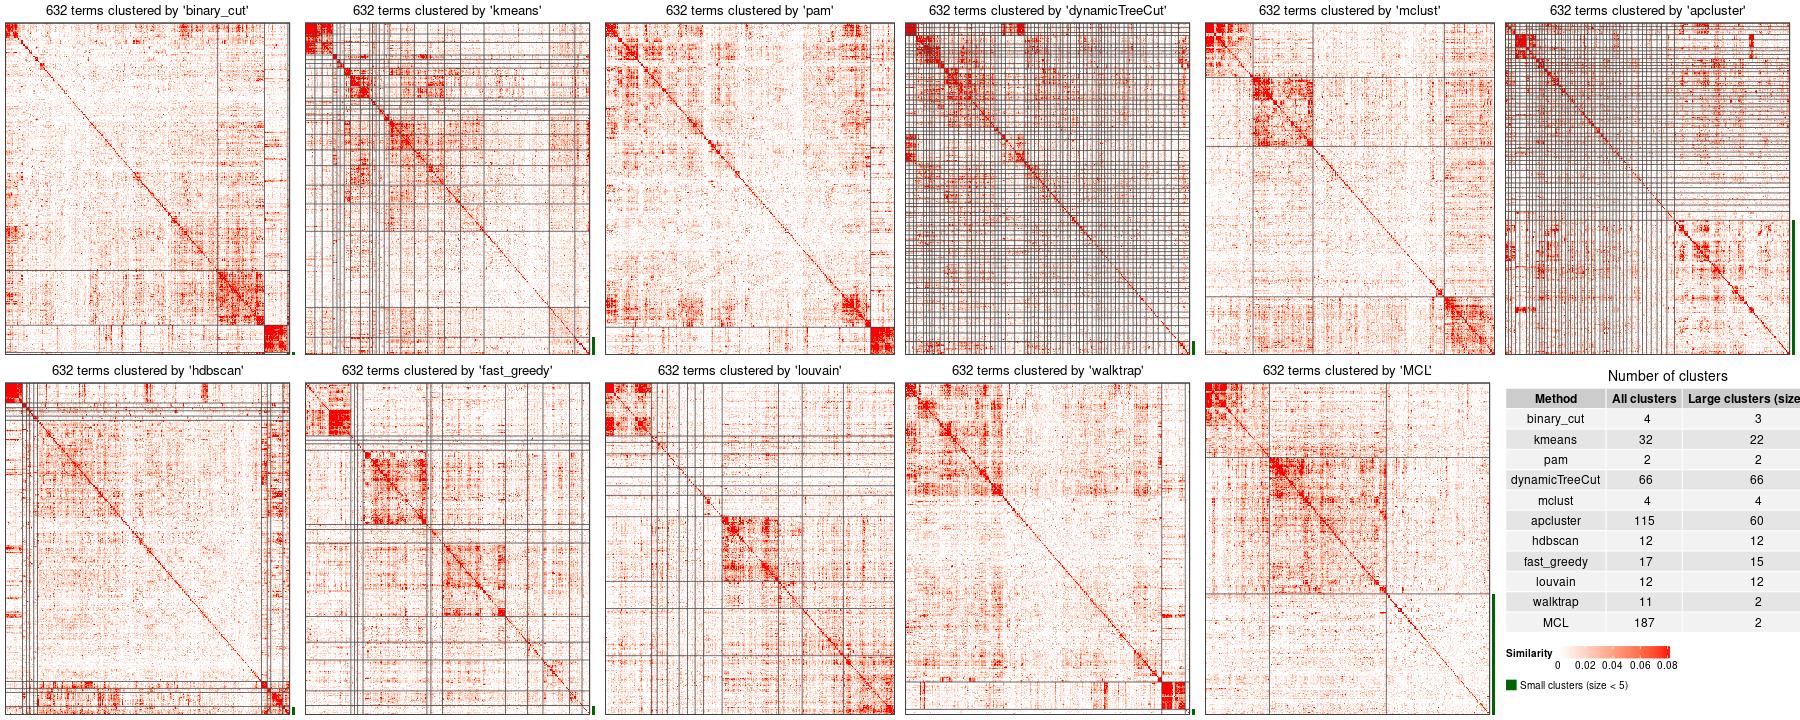 632 terms clustered by 'binary_cut'
632 terms clustered by 'kmeans'
632 terms clustered by 'pam'
632 terms clustered by 'dynamicTreeCut'
632 terms clustered by 'mclust'
632 terms clustered by 'apcluster'
632 terms clustered by 'hdbscan'
632 terms clustered by 'fast_greedy'
632 terms clustered by 'louvain'
632 terms clustered by 'walktrap'
632 terms clustered by 'MCL'
Number of clusters
Method All clusters Large clusters (size
binary_cut 4 3
kmeans 32 22
pam 2 2
dynamicTreeCut 66 66
mclust 4 4
apcluster 115 60
hdbscan 12 12
fast_greedy 17 15
louvain 12 12
walktrap 11 2
MCL 187 2
Similarity
0 0.02 0.04 0.06 0.08
Small clusters (size < 5)